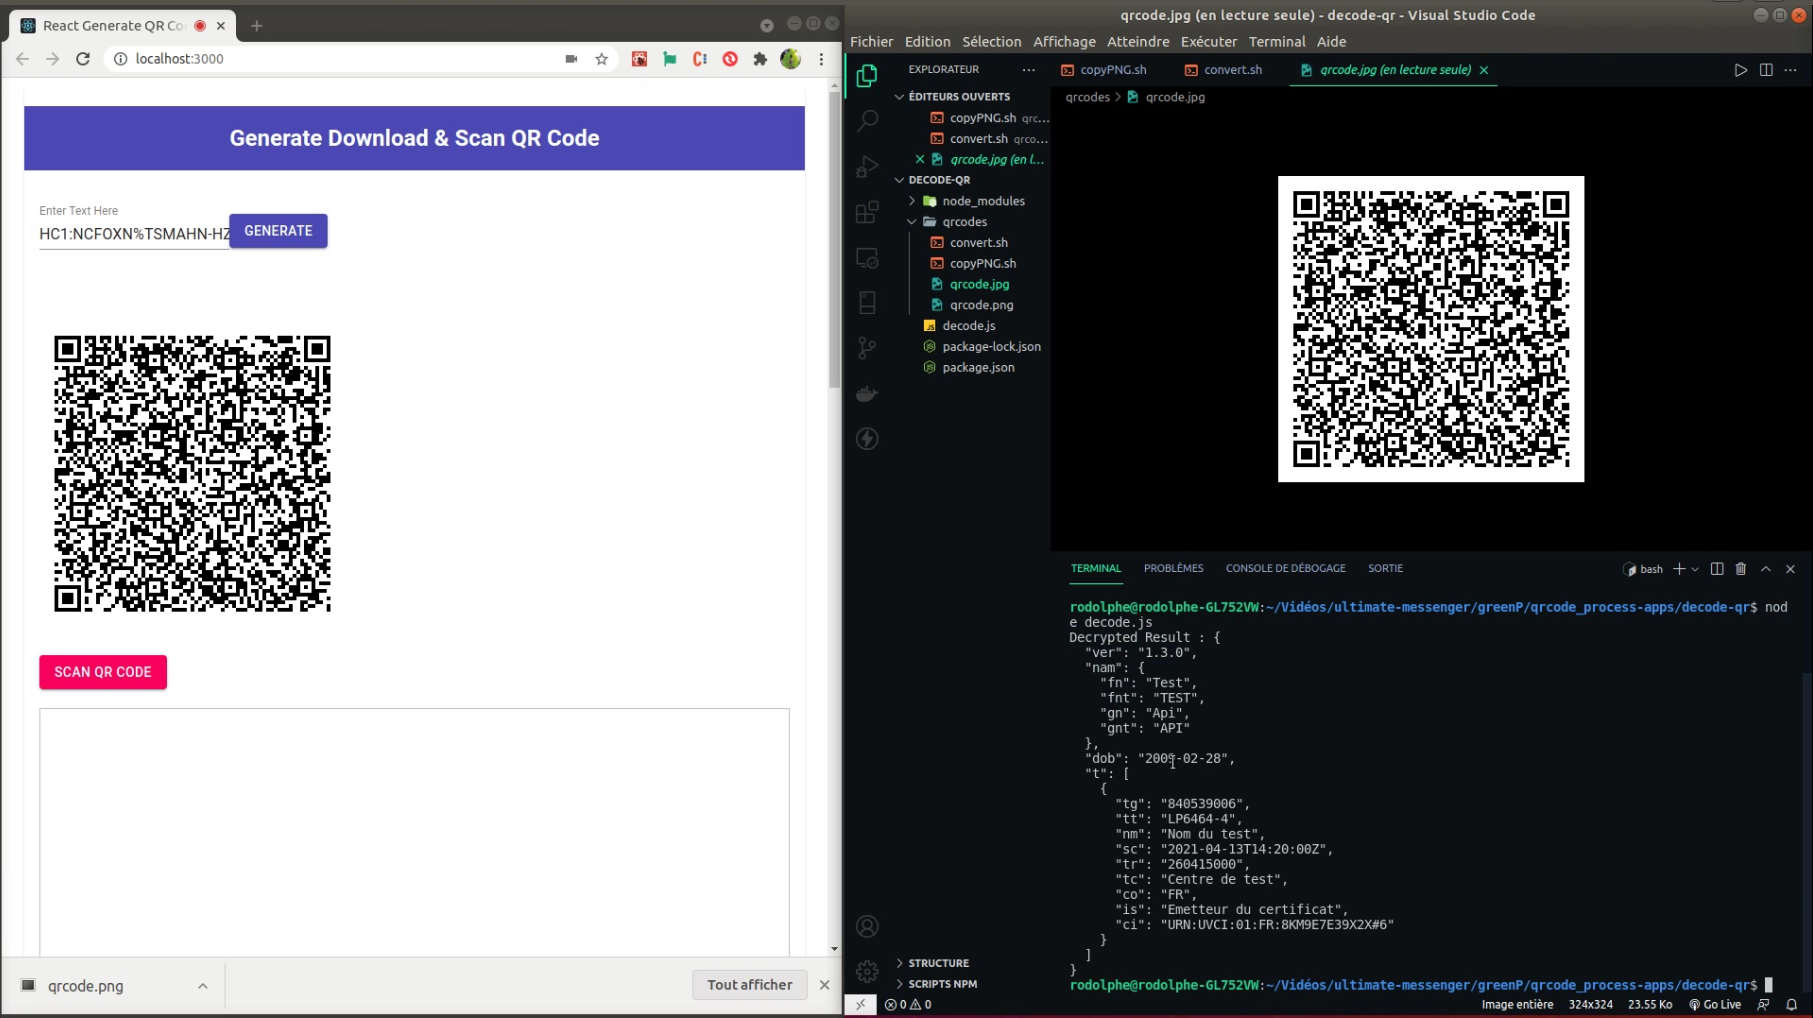 React Generate QR Co
localhost:3000
Generate Download & Scan QR Code
Enter Text Here
HC1:NCFOXN%TSMAHN-HZ
GENERATE
SCAN QR CODE
qrcode.png
Tout afficher
qrcode.jpg (en lecture seule) - decode-qr - Visual Studio Code
Fichier Edition Sélection Affichage Atteindre Exécuter Terminal Aide
EXPLORATEUR
copyPNG.sh
convert.sh
qrcode.jpg (en lecture seule)
qrcodes > qrcode.jpg
ÉDITEURS OUVERTS
copyPNG.sh qrc...
convert.sh qrco...
qrcode.jpg (en l...
DECODE-QR
node_modules
qrcodes
convert.sh
copyPNG.sh
qrcode.jpg
qrcode.png
decode.js
package-lock.json
package.json
STRUCTURE
SCRIPTS NPM
TERMINAL PROBLÈMES CONSOLE DE DÉBOGAGE SORTIE
bash
rodolphe@rodolphe-GL752VW:~/Vidéos/ultimate-messenger/greenP/qrcode_process-apps/decode-qr$ nod
e decode.js
Decrypted Result : {
"ver": "1.3.0",
"nam": {
"fn": "Test",
"fnt": "TEST",
"gn": "Api",
"gnt": "API"
},
"dob": "2009-02-28",
"t": [
{
"tg": "840539006",
"tt": "LP6464-4",
"nm": "Nom du test",
"sc": "2021-04-13T14:20:00Z",
"tr": "260415000",
"tc": "Centre de test",
"co": "FR",
"is": "Emetteur du certificat",
"ci": "URN:UVCI:01:FR:8KM9E7E39X2X#6"
}
]
}
rodolphe@rodolphe-GL752VW:~/Vidéos/ultimate-messenger/greenP/qrcode_process-apps/decode-qr$
0 0
Image entière 324x324 23.55 Ko Go Live